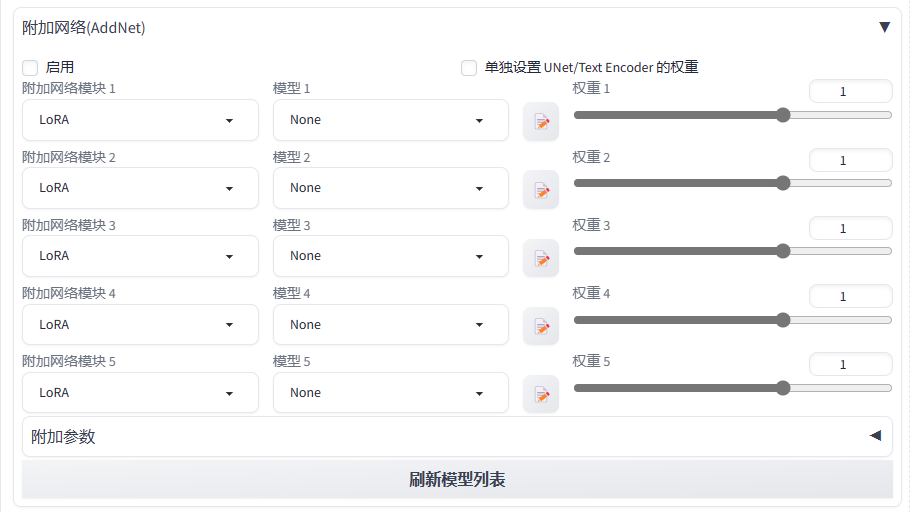 附加网络(AddNet)
启用
单独设置 UNet/Text Encoder 的权重
附加网络模块 1
模型 1
权重 1
1
LoRA
None
附加网络模块 2
模型 2
权重 2
1
LoRA
None
附加网络模块 3
模型 3
权重 3
1
LoRA
None
附加网络模块 4
模型 4
权重 4
1
LoRA
None
附加网络模块 5
模型 5
权重 5
1
LoRA
None
附加参数
刷新模型列表